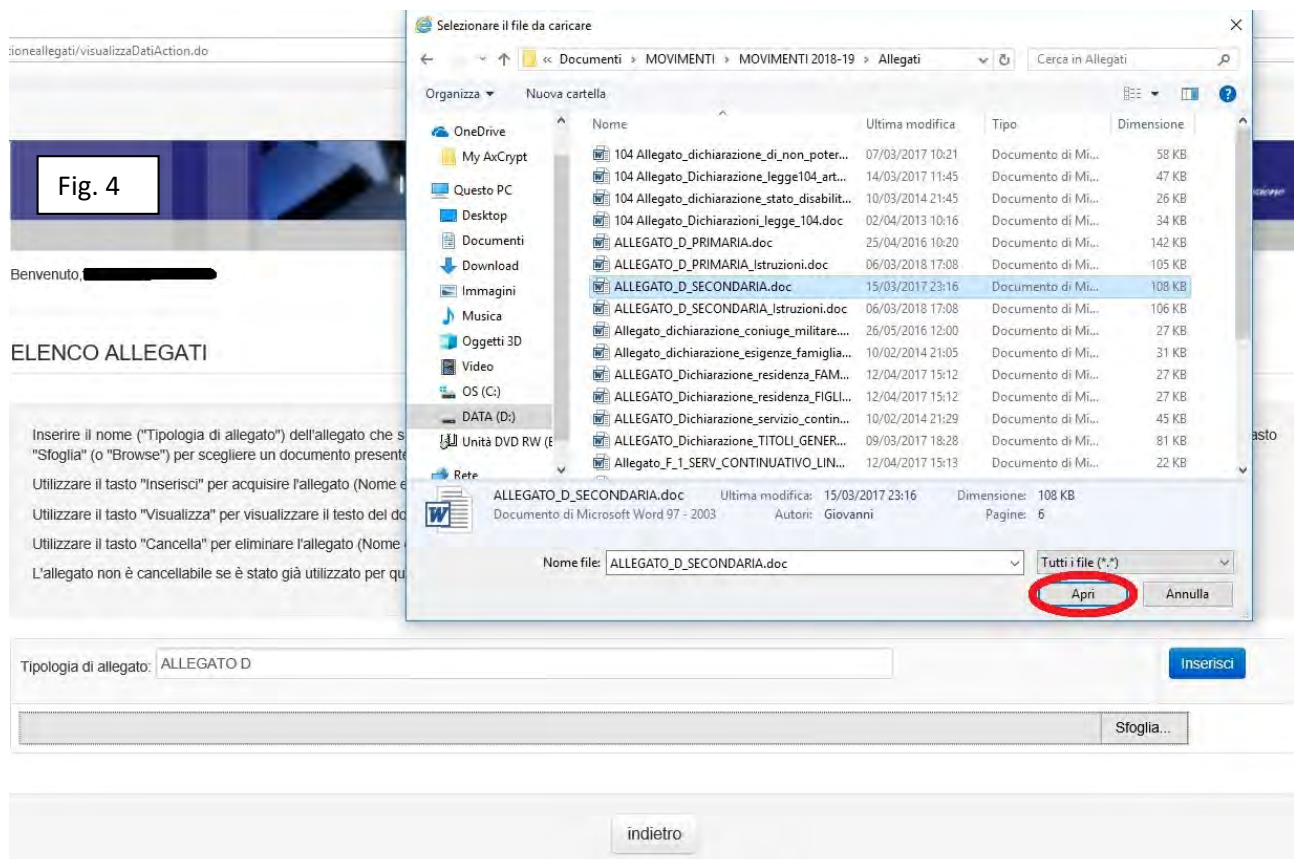 Selezionare il file da caricare
ioneallegati/visualizzaDatiAction.do
« Documenti › MOVIMENTI › MOVIMENTI 2018-19 › Allegati
Cerca in Allegati
Organizza
Nuova cartella
Nome Ultima modifica Tipo Dimensione
OneDrive
My AxCrypt
Questo PC
Desktop
Documenti
Download
Immagini
Musica
Oggetti 3D
Video
OS (C:)
DATA (D:)
Unità DVD RW (E
Rete
104 Allegato_dichiarazione_di_non_poter... 07/03/2017 10:21 Documento di Mi... 58 KB
104 Allegato_Dichiarazione_legge104_art... 14/03/2017 11:45 Documento di Mi... 47 KB
104 Allegato_dichiarazione_stato_disabilit... 10/03/2014 21:45 Documento di Mi... 26 KB
104 Allegato_Dichiarazioni_legge_104.doc 02/04/2013 10:16 Documento di Mi... 34 KB
ALLEGATO_D_PRIMARIA.doc 25/04/2016 10:20 Documento di Mi... 142 KB
ALLEGATO_D_PRIMARIA_Istruzioni.doc 06/03/2018 17:08 Documento di Mi... 105 KB
ALLEGATO_D_SECONDARIA.doc 15/03/2017 23:16 Documento di Mi... 108 KB
ALLEGATO_D_SECONDARIA_Istruzioni.doc 06/03/2018 17:08 Documento di Mi... 106 KB
Allegato_dichiarazione_coniuge_militare.... 26/05/2016 12:00 Documento di Mi... 27 KB
Allegato_dichiarazione_esigenze_famiglia... 10/02/2014 21:05 Documento di Mi... 31 KB
ALLEGATO_Dichiarazione_residenza_FAM... 12/04/2017 15:12 Documento di Mi... 27 KB
ALLEGATO_Dichiarazione_residenza_FIGLI... 12/04/2017 15:12 Documento di Mi... 27 KB
ALLEGATO_Dichiarazione_servizio_contin... 10/02/2014 21:29 Documento di Mi... 45 KB
ALLEGATO_Dichiarazione_TITOLI_GENER... 09/03/2017 18:28 Documento di Mi... 81 KB
Allegato_F_1_SERV_CONTINUATIVO_LIN... 12/04/2017 15:13 Documento di Mi... 22 KB
ALLEGATO_D_SECONDARIA.doc Ultima modifica: 15/03/2017 23:16 Dimensione: 108 KB
Documento di Microsoft Word 97 - 2003 Autori: Giovanni Pagine: 6
Nome file: ALLEGATO_D_SECONDARIA.doc Tutti i file (*.*)
Apri Annulla
Fig. 4
Benvenuto,
ELENCO ALLEGATI
Inserire il nome ("Tipologia di allegato") dell'allegato che s asto
"Sfoglia" (o "Browse") per scegliere un documento presente
Utilizzare il tasto "Inserisci" per acquisire l'allegato (Nome e
Utilizzare il tasto "Visualizza" per visualizzare il testo del do
Utilizzare il tasto "Cancella" per eliminare l'allegato (Nome
L'allegato non è cancellabile se è stato già utilizzato per qu
Tipologia di allegato: ALLEGATO D Inserisci
Sfoglia...
indietro